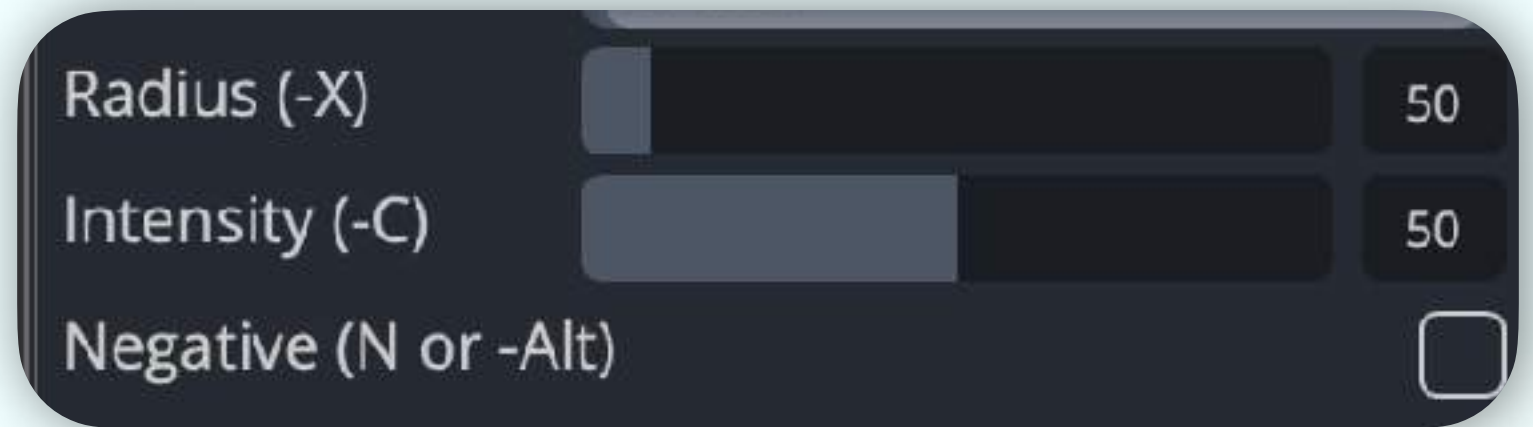 Radius (-X) 50
Intensity (-C) 50
Negative (N or -Alt)